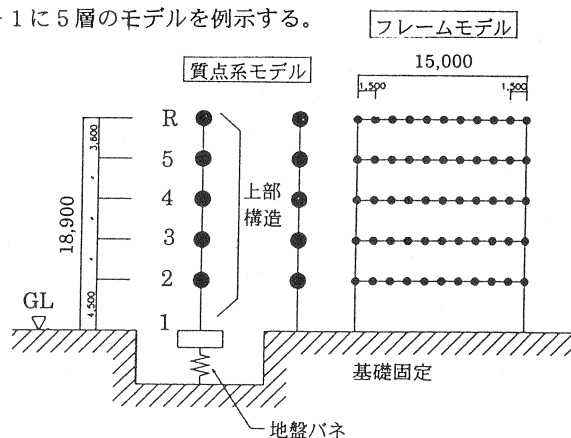 -1に5層のモデルを例示する。
フレームモデル
質点系モデル
15,000
1,500
1,500
R
5
4
3
2
1
3,600
18,900
4,500
上部
構造
GL
基礎固定
地盤バネ